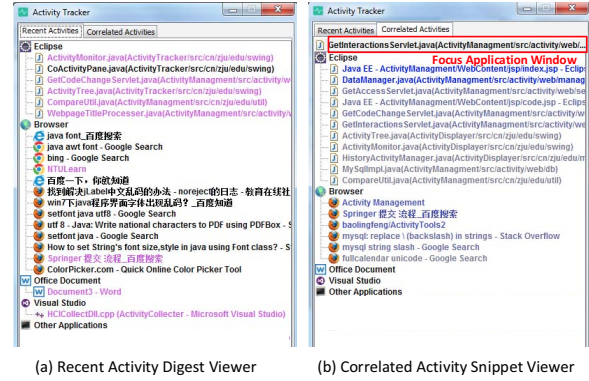 Activity Tracker
Recent Activities Correlated Activities
Eclipse
ActivityMonitor.java(ActivityTracker/src/cn/zju/edu/swing)
CoActivityPane.java(ActivityTracker/src/cn/zju/edu/swing)
GetCodeChangeServlet.java(ActivityManagment/src/activity/w
ActivityTree.java(ActivityTracker/src/cn/zju/edu/swing)
CompareUtil.java(ActivityManagment/src/cn/zju/edu/util)
WebpageTitleProcesser.java(ActivityManagment/src/activity/
Browser
java font_百度搜索
java awt font - Google Search
bing - Google Search
NTULearn
百度一下，你就知道
找到解决jLabel中文乱码的办法 - noreject的日志 - 教育在线社
win7下java程序界面字体出现乱码？_百度知道
setfont java utf8 - Google Search
utf 8 - Java: Write national characters to PDF using PDFBox - S
setfont java - Google Search
How to set String's font size,style in java using Font class? - S
Springer 提交 流程_百度搜索
ColorPicker.com - Quick Online Color Picker Tool
Office Document
Document3 - Word
Visual Studio
HCICollectDll.cpp (ActivityCollecter - Microsoft Visual Studio)
Other Applications
(a) Recent Activity Digest Viewer
Activity Tracker
Recent Activities Correlated Activities
GetInteractionsServlet.java(ActivityManagment/src/activity/web/...
Focus Application Window
Eclipse
Java EE - ActivityManagment/WebContent/jsp/index.jsp - Eclips
DataManager.java(ActivityManagment/src/activity/web/manag
GetAccessServlet.java(ActivityManagment/src/activity/web/se
Java EE - ActivityManagment/WebContent/jsp/code.jsp - Eclips
GetCodeChangeServlet.java(ActivityManagment/src/activity/w
GetInteractionsServlet.java(ActivityManagment/src/activity/we
ActivityTree.java(ActivityDisplayer/src/cn/zju/edu/swing)
ActivityMonitor.java(ActivityDisplayer/src/cn/zju/edu/swing)
HistoryActivityManager.java(ActivityDisplayer/src/cn/zju/edu/m
MySqlImpl.java(ActivityManagment/src/activity/web/db)
CompareUtil.java(ActivityManagment/src/cn/zju/edu/util)
Browser
Activity Management
Springer 提交 流程_百度搜索
baolingfeng/ActivityTools2
mysql: replace \ (backslash) in strings - Stack Overflow
mysql string slash - Google Search
fullcalendar unicode - Google Search
Office Document
Visual Studio
Other Applications
(b) Correlated Activity Snippet Viewer